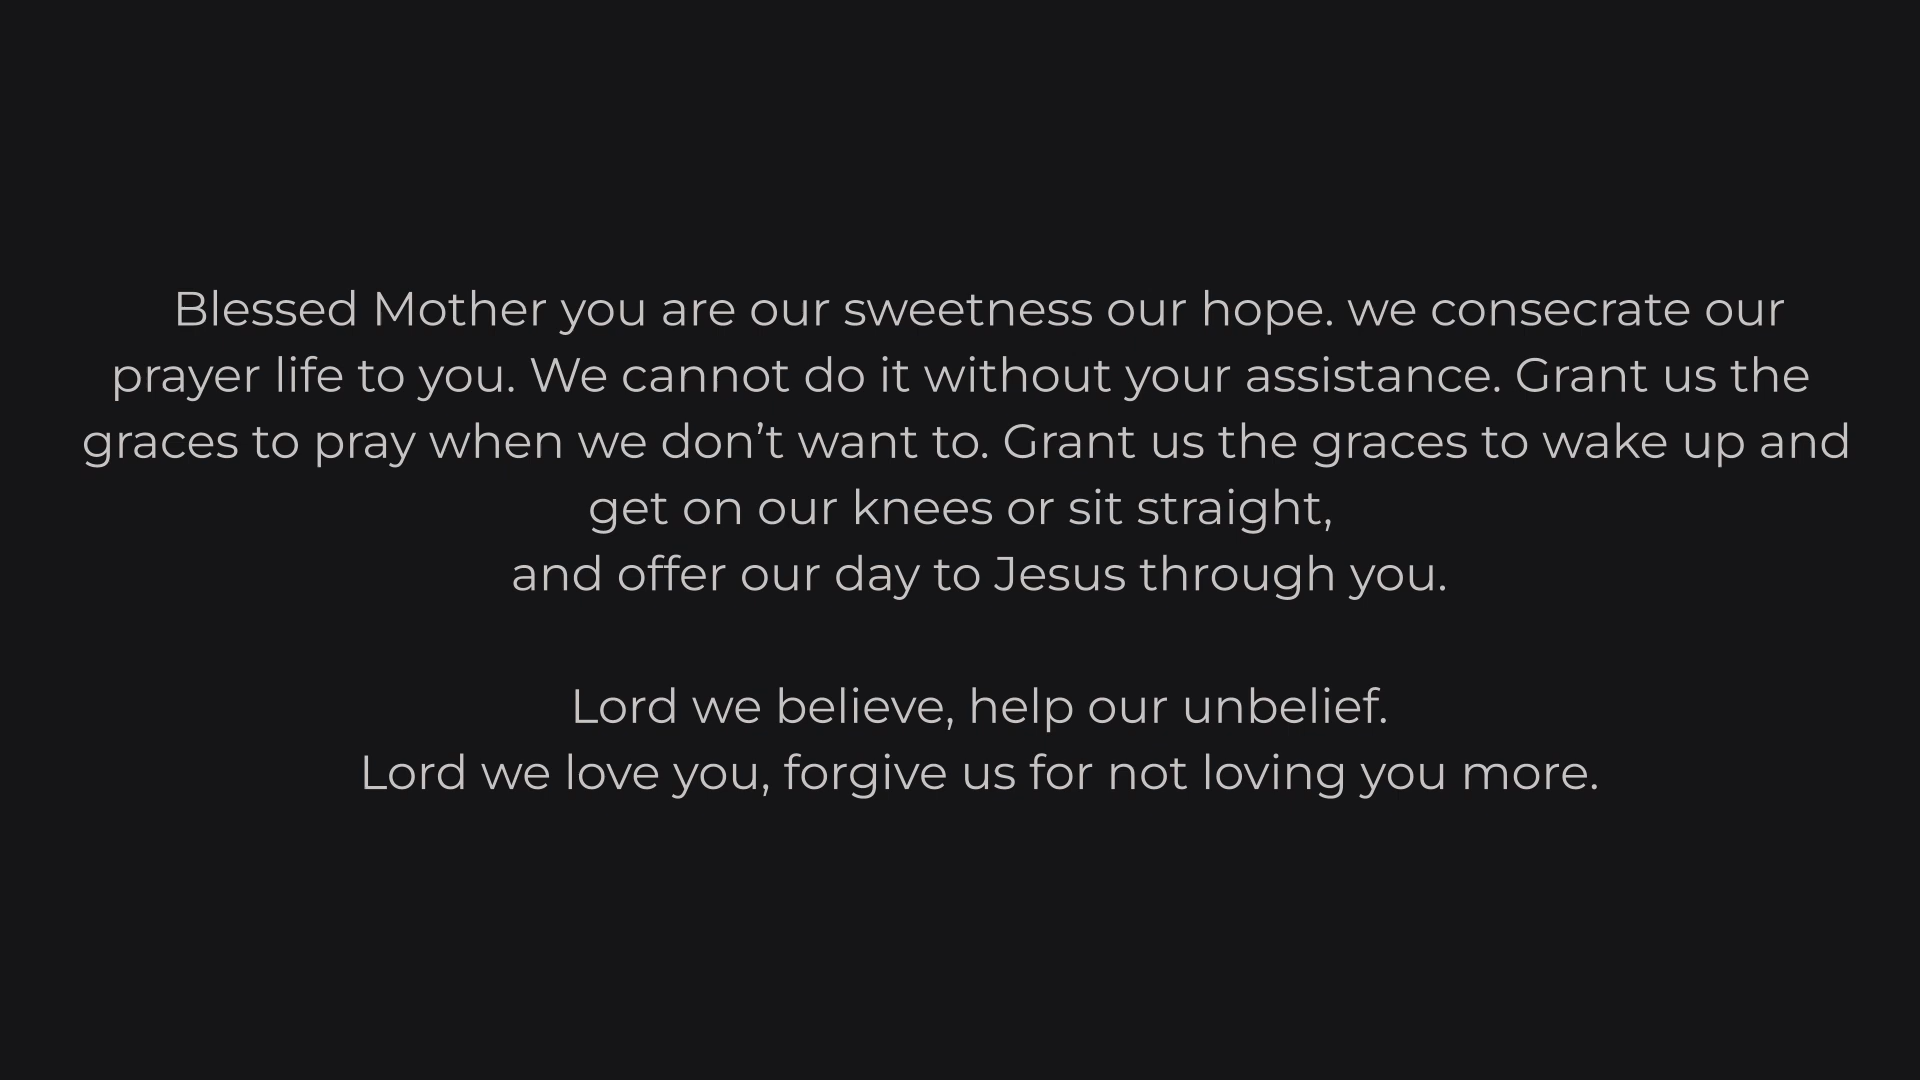 Blessed Mother you are our sweetness our hope. we consecrate our
prayer life to you. We cannot do it without your assistance. Grant us the
graces to pray when we don’t want to. Grant us the graces to wake up and
get on our knees or sit straight,
and offer our day to Jesus through you.
Lord we believe, help our unbelief.
Lord we love you, forgive us for not loving you more.